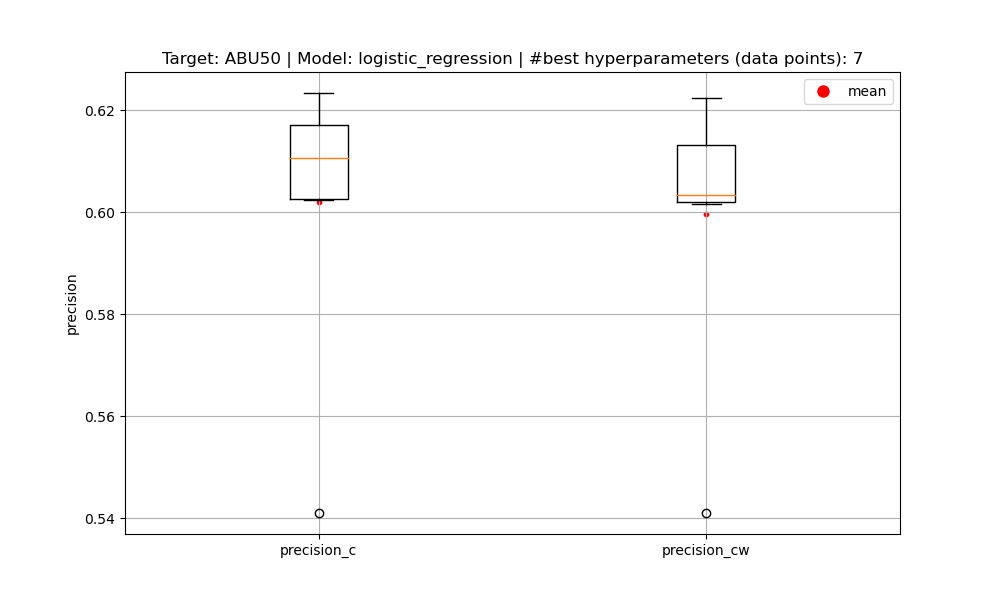 Target: ABU50 | Model: logistic_regression | #best hyperparameters (data points): 7
mean
0.62
0.60
0.58
0.56
0.54
precision
precision_c
precision_cw